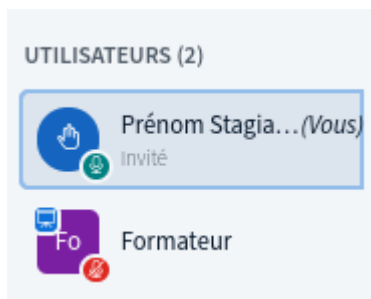 UTILISATEURS (2)
Prénom Stagia...(Vous)
Invité
Fo
Formateur